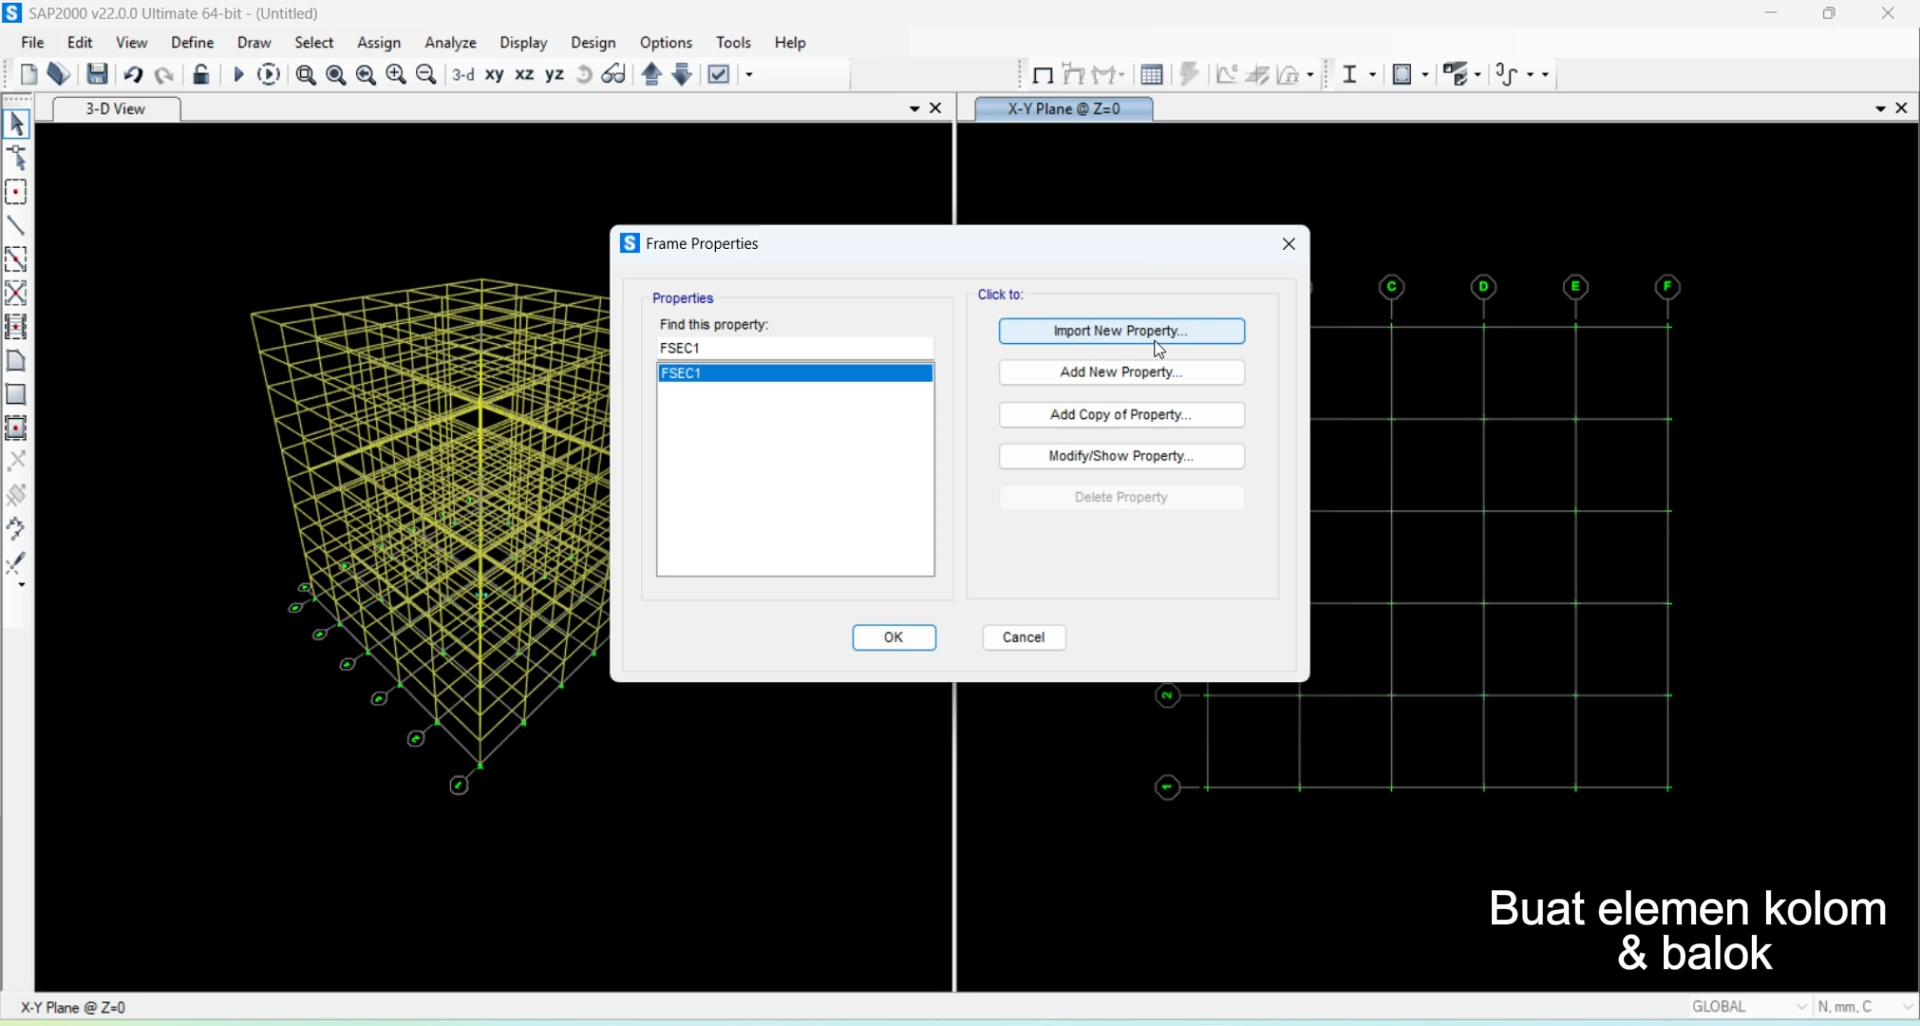 SAP2000 v22.0.0 Ultimate 64-bit - (Untitled)
File Edit View Define Draw Select Assign Analyze Display Design Options Tools Help
3-d xy xz yz
3-D View
X-Y Plane @ Z=0
Frame Properties
Properties
Find this property:
FSEC1
FSEC1
Click to:
Import New Property...
Add New Property...
Add Copy of Property...
Modify/Show Property...
Delete Property
OK Cancel
C D E F
2
1
Buat elemen kolom
& balok
X-Y Plane @ Z=0
GLOBAL
N, mm, C